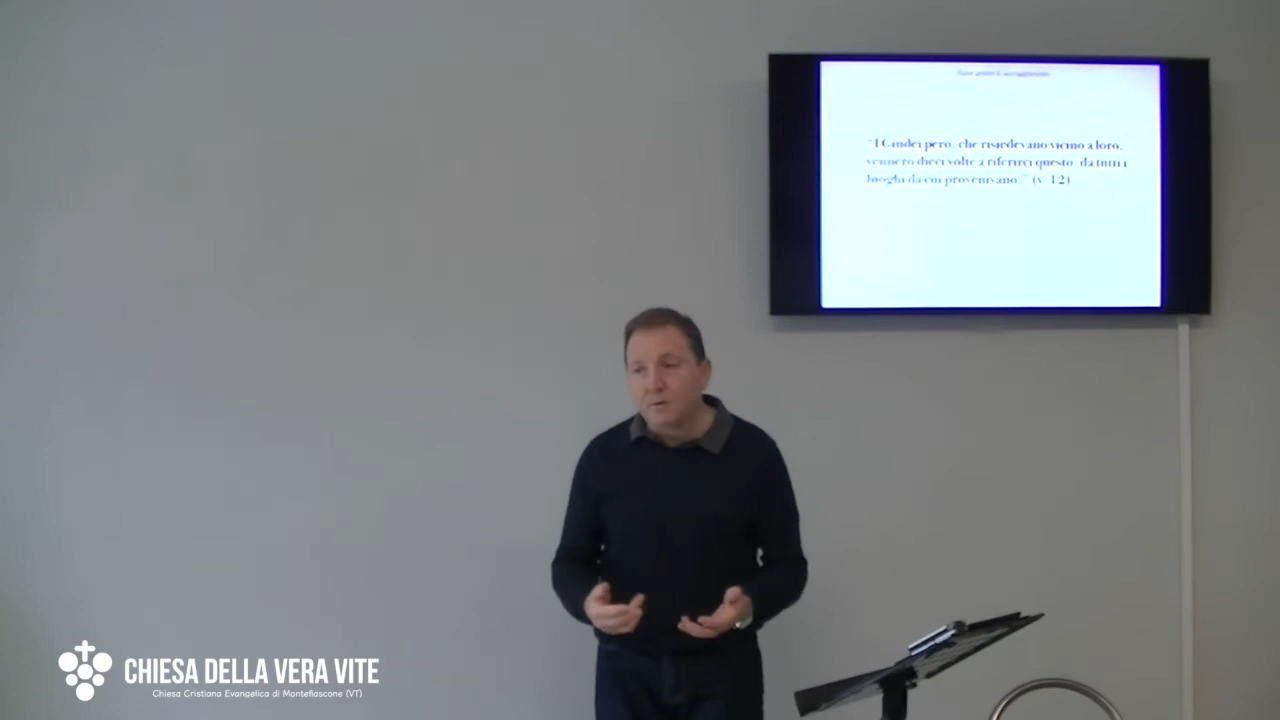 "I Giudei però, che risiedevano vicino a loro,
vennero dieci volte a riferirci questo, da tutti i
luoghi da cui provenivano." (v. 12)
CHIESA DELLA VERA VITE
Chiesa Cristiana Evangelica di Montefiascone (VT)